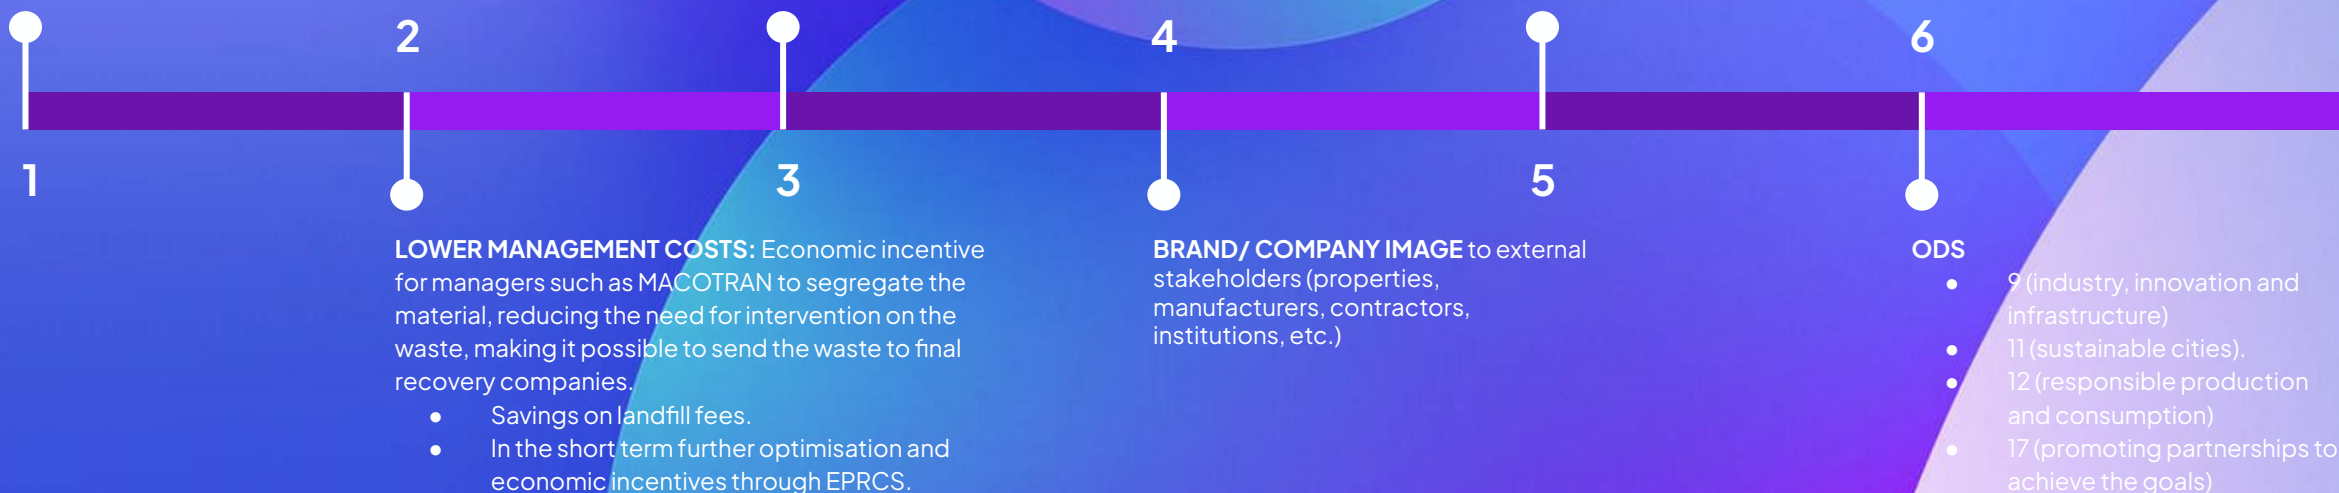 2
4
6
1
3
5
LOWER MANAGEMENT COSTS: Economic incentive
for managers such as MACOTRAN to segregate the
material, reducing the need for intervention on the
waste, making it possible to send the waste to final
recovery companies.
● Savings on landfill fees.
● In the short term further optimisation and
economic incentives through EPRCS.
BRAND/ COMPANY IMAGE to external
stakeholders (properties,
manufacturers, contractors,
institutions, etc.)
ODS
● 9 (industry, innovation and
infrastructure)
● 11 (sustainable cities).
● 12 (responsible production
and consumption)
● 17 (promoting partnerships to
achieve the goals)